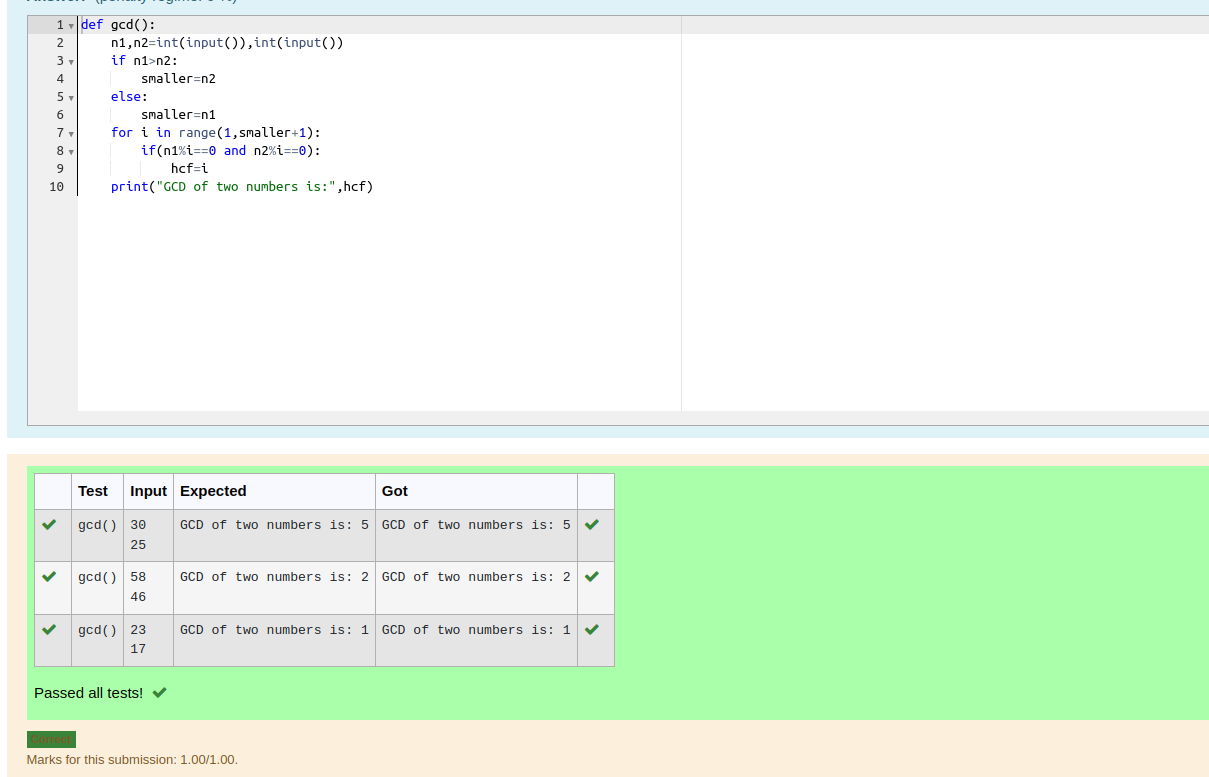 1 def gcd():
2 n1,n2=int(input()),int(input())
3 if n1>n2:
4 smaller=n2
5 else:
6 smaller=n1
7 for i in range(1,smaller+1):
8 if(n1%i==0 and n2%i==0):
9 hcf=i
10 print("GCD of two numbers is:",hcf)
Test Input Expected Got
gcd() 30 GCD of two numbers is: 5 GCD of two numbers is: 5
25
gcd() 58 GCD of two numbers is: 2 GCD of two numbers is: 2
46
gcd() 23 GCD of two numbers is: 1 GCD of two numbers is: 1
17
Passed all tests!
Correct
Marks for this submission: 1.00/1.00.